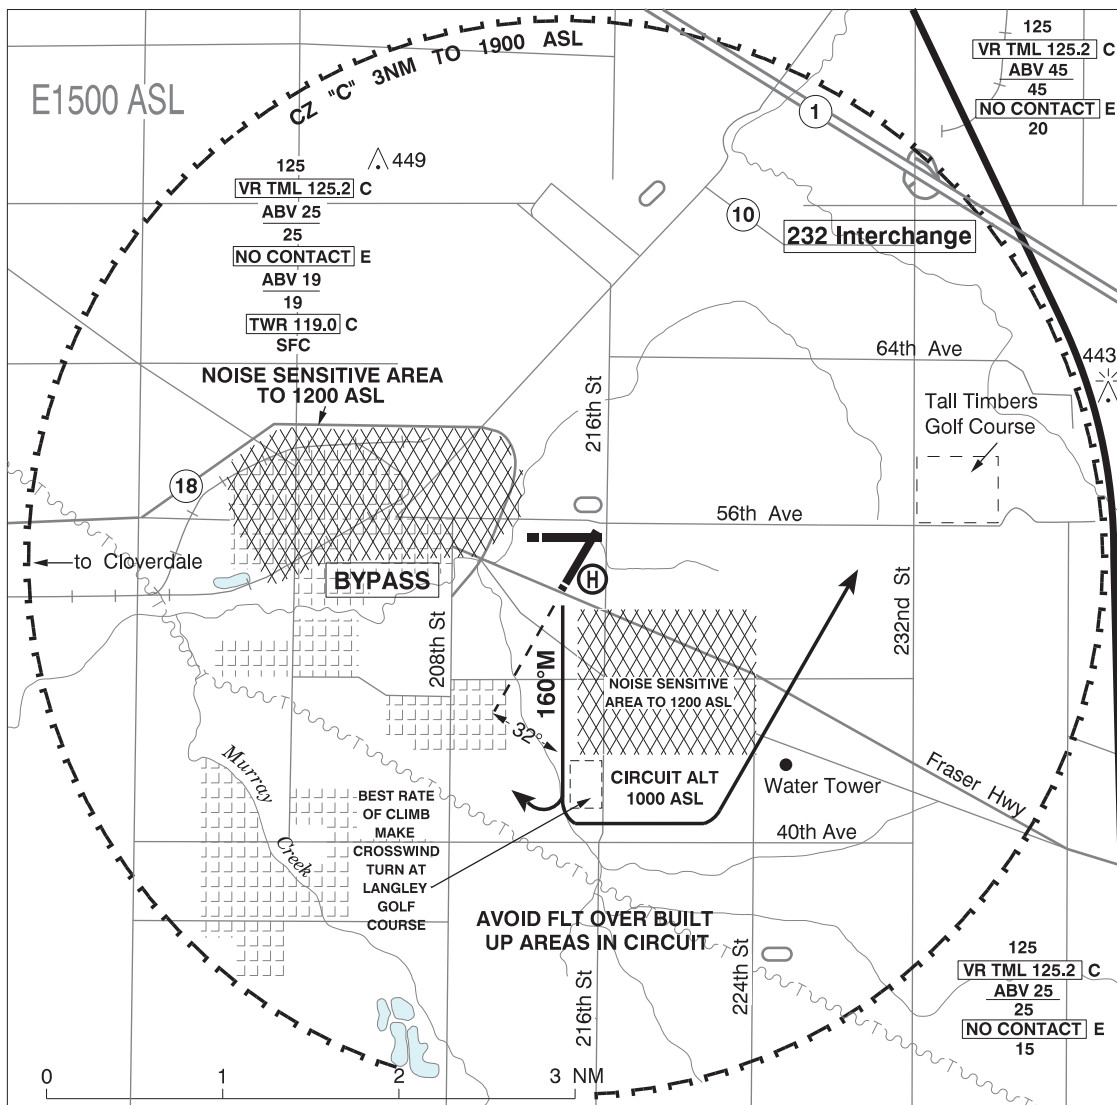 CZ "C" 3NM TO 1900 ASL
E1500 ASL
125
VR TML 125.2 C
ABV 45
45
NO CONTACT E
20
1
449
125
VR TML 125.2 C
ABV 25
25
NO CONTACT E
ABV 19
19
TWR 119.0 C
SFC
10
232 Interchange
64th Ave
443
NOISE SENSITIVE AREA
TO 1200 ASL
216th St
Tall Timbers
Golf Course
18
56th Ave
to Cloverdale
BYPASS
H
208th St
232nd St
160°M
NOISE SENSITIVE
AREA TO 1200 ASL
32°
Murray
Creek
CIRCUIT ALT
1000 ASL
Water Tower
Fraser Hwy
BEST RATE
OF CLIMB
MAKE
CROSSWIND
TURN AT
LANGLEY
GOLF
COURSE
40th Ave
AVOID FLT OVER BUILT
UP AREAS IN CIRCUIT
216th St
224th St
T
T
T
T
T
T
T
T
T
T
125
VR TML 125.2 C
ABV 25
25
NO CONTACT E
15
0 1 2 3 NM